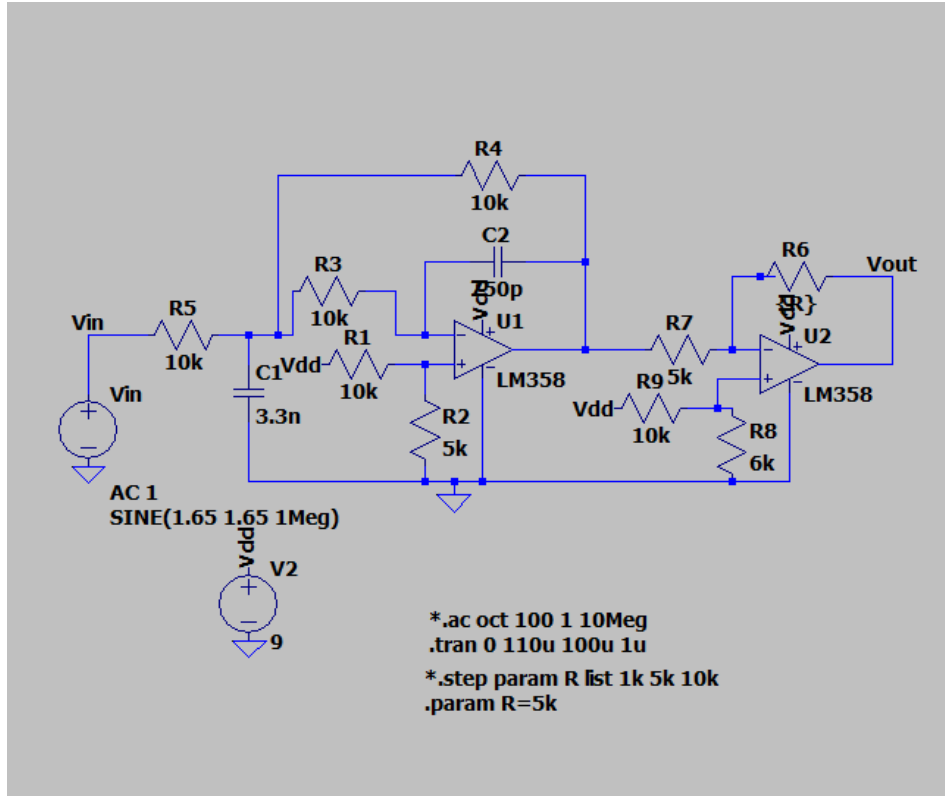 R4
10k
C2
R3
10k
Vdd
U1
R6
Vout
Vin
R5
10k
R1
Vdd
10k
LM358
R7
5k
Vdd
U2
C1
3.3n
R2
5k
R9
Vdd
10k
LM358
Vin
R8
6k
AC 1
SINE(1.65 1.65 1Meg)
Vdd
V2
9
*.ac oct 100 1 10Meg
.tran 0 110u 100u 1u
*.step param R list 1k 5k 10k
.param R=5k